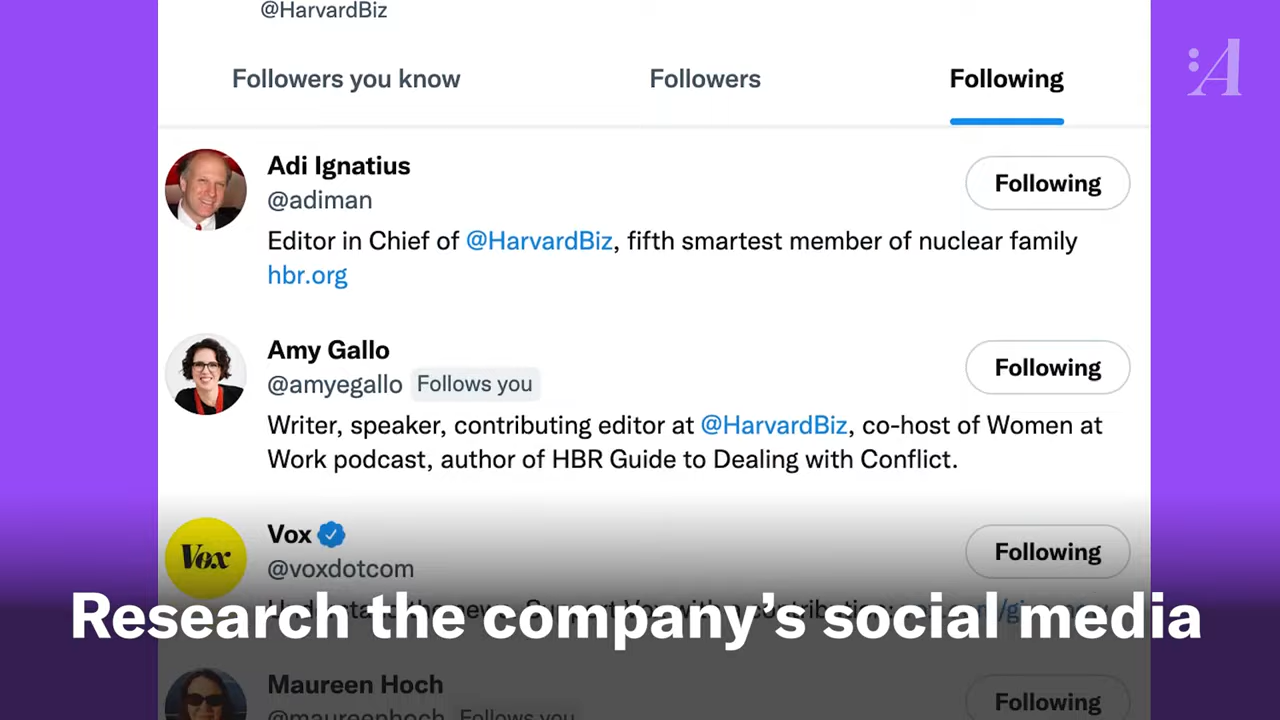 @HarvardBiz
Followers you know
Followers
Following
:A
Adi Ignatius
@adiman
Following
Editor in Chief of @HarvardBiz, fifth smartest member of nuclear family
hbr.org
Amy Gallo
@amyegallo Follows you
Following
Writer, speaker, contributing editor at @HarvardBiz, co-host of Women at
Work podcast, author of HBR Guide to Dealing with Conflict.
Vox
Vox
@voxdotcom
Following
Research the company's social media
Maureen Hoch
@maureenhoch Follows you
Following